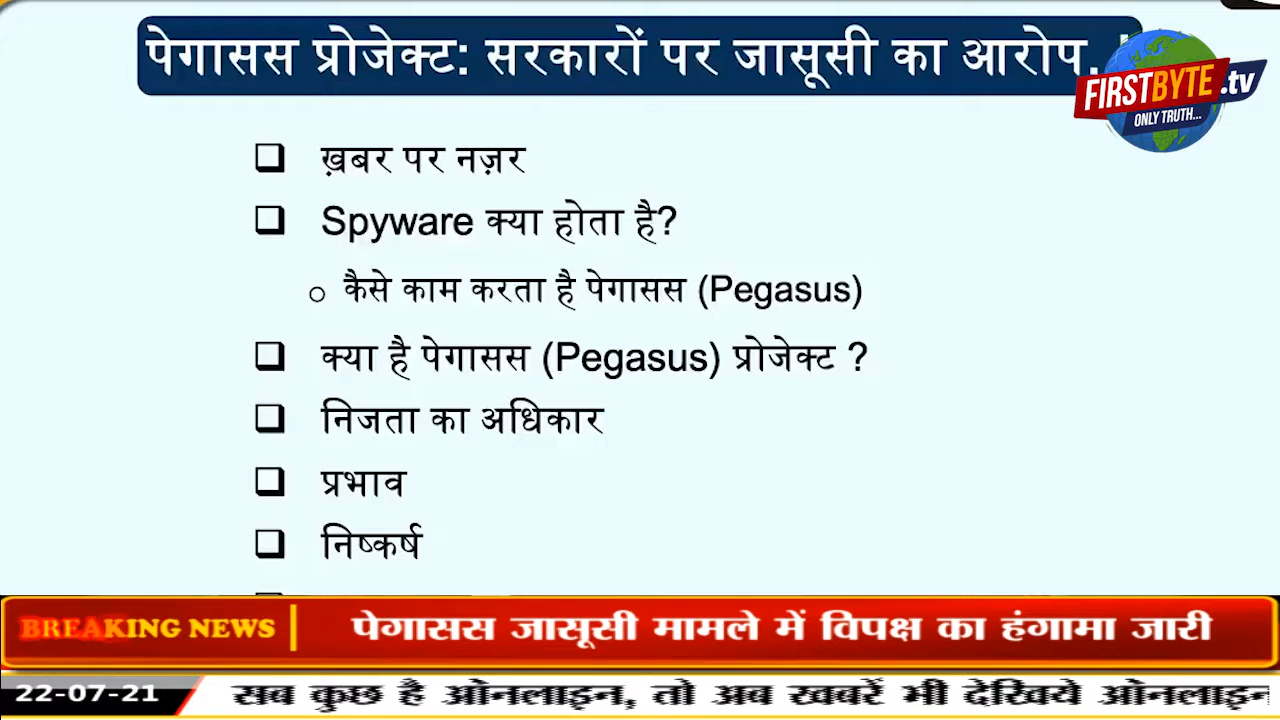 पेगासस प्रोजेक्ट: सरकारों पर जासूसी का आरोप.
FIRSTBYTE.tv
ONLY TRUTH...
ख़बर पर नज़र
Spyware क्या होता है?
कैसे काम करता है पेगासस (Pegasus)
क्या है पेगासस (Pegasus) प्रोजेक्ट ?
निजता का अधिकार
प्रभाव
निष्कर्ष
BREAKING NEWS
पेगासस जासूसी मामले में विपक्ष का हंगामा जारी
22-07-21
सब कुछ है ऑनलाइन, तो अब खबरें भी देखिये ऑनलाइन